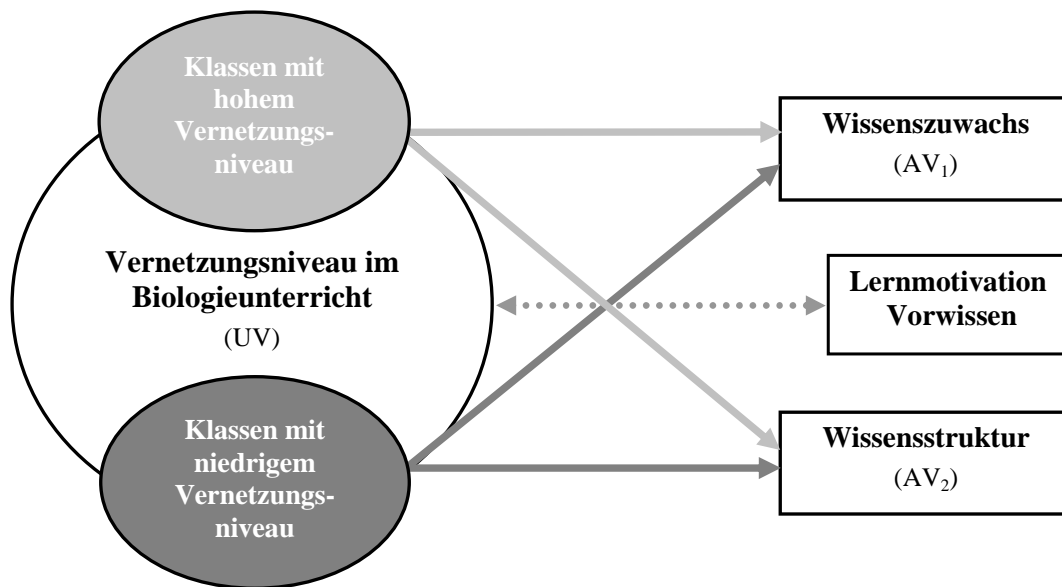 Klassen mit
hohem
Vernetzungs-
niveau
Vernetzungsniveau im
Biologieunterricht
(UV)
Klassen mit
niedrigem
Vernetzungs-
niveau
Wissenszuwachs
(AV₁)
Lernmotivation
Vorwissen
Wissensstruktur
(AV₂)